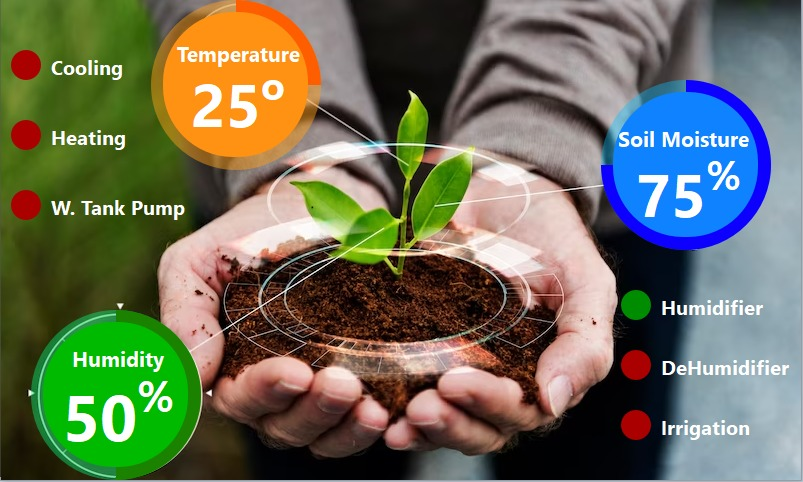 Temperature
25°
Cooling
Heating
W. Tank Pump
Soil Moisture
75%
Humidity
50%
Humidifier
DeHumidifier
Irrigation